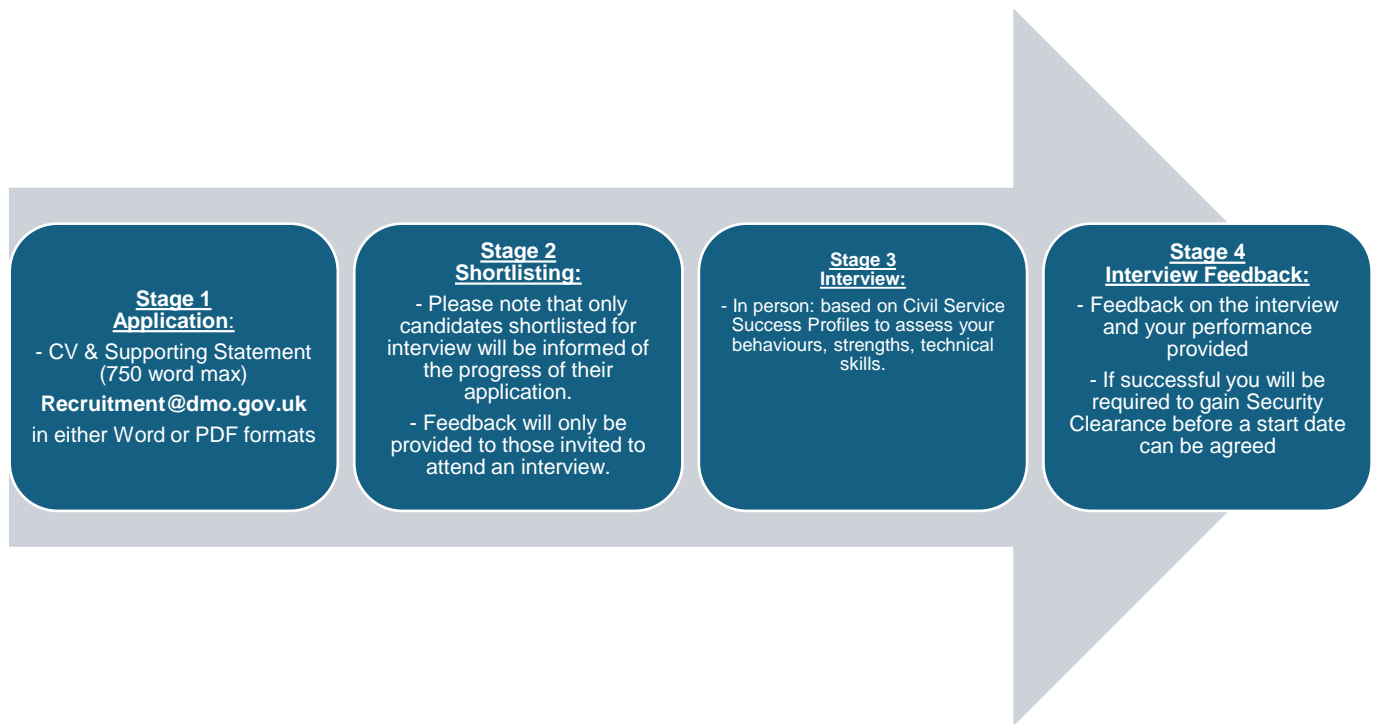 Stage 1
Application:
- CV & Supporting Statement
(750 word max)
Recruitment@dmo.gov.uk
in either Word or PDF formats
Stage 2
Shortlisting:
- Please note that only
candidates shortlisted for
interview will be informed of
the progress of their
application.
- Feedback will only be
provided to those invited to
attend an interview.
Stage 3
Interview:
- In person: based on Civil Service
Success Profiles to assess your
behaviours, strengths, technical
skills.
Stage 4
Interview Feedback:
- Feedback on the interview
and your performance
provided
- If successful you will be
required to gain Security
Clearance before a start date
can be agreed